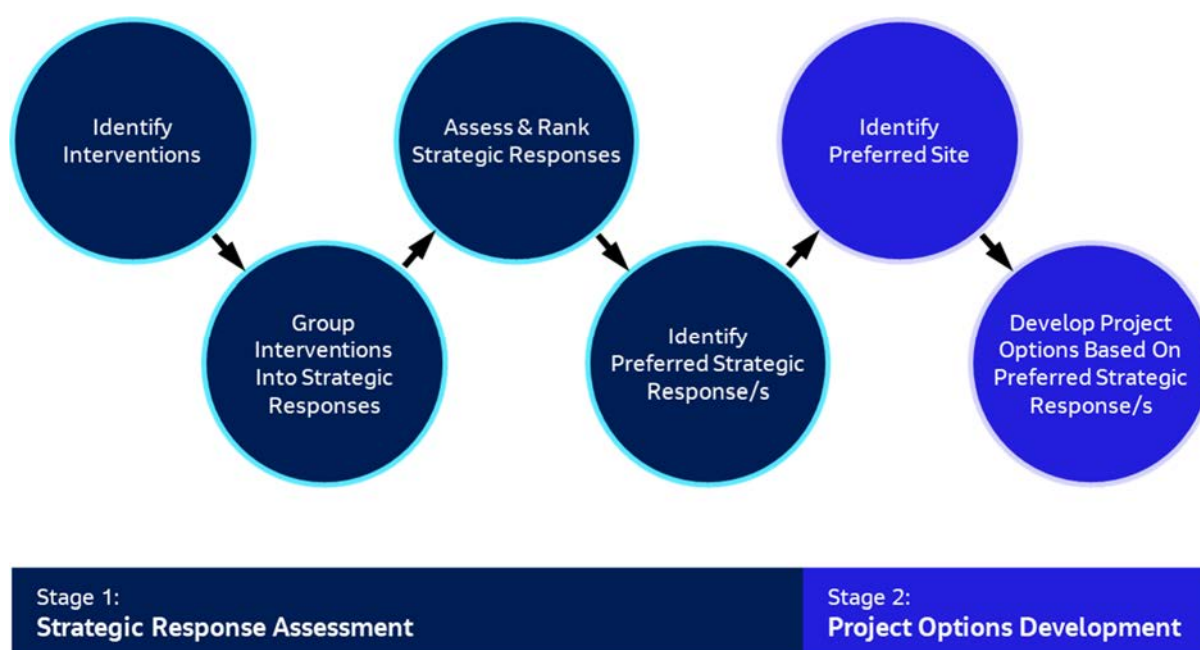 Identify
Interventions
Group
Interventions
Into Strategic
Responses
Assess & Rank
Strategic Responses
Identify
Preferred Strategic
Response/s
Identify
Preferred Site
Develop Project
Options Based On
Preferred Strategic
Response/s
Stage 1:
Strategic Response Assessment
Stage 2:
Project Options Development